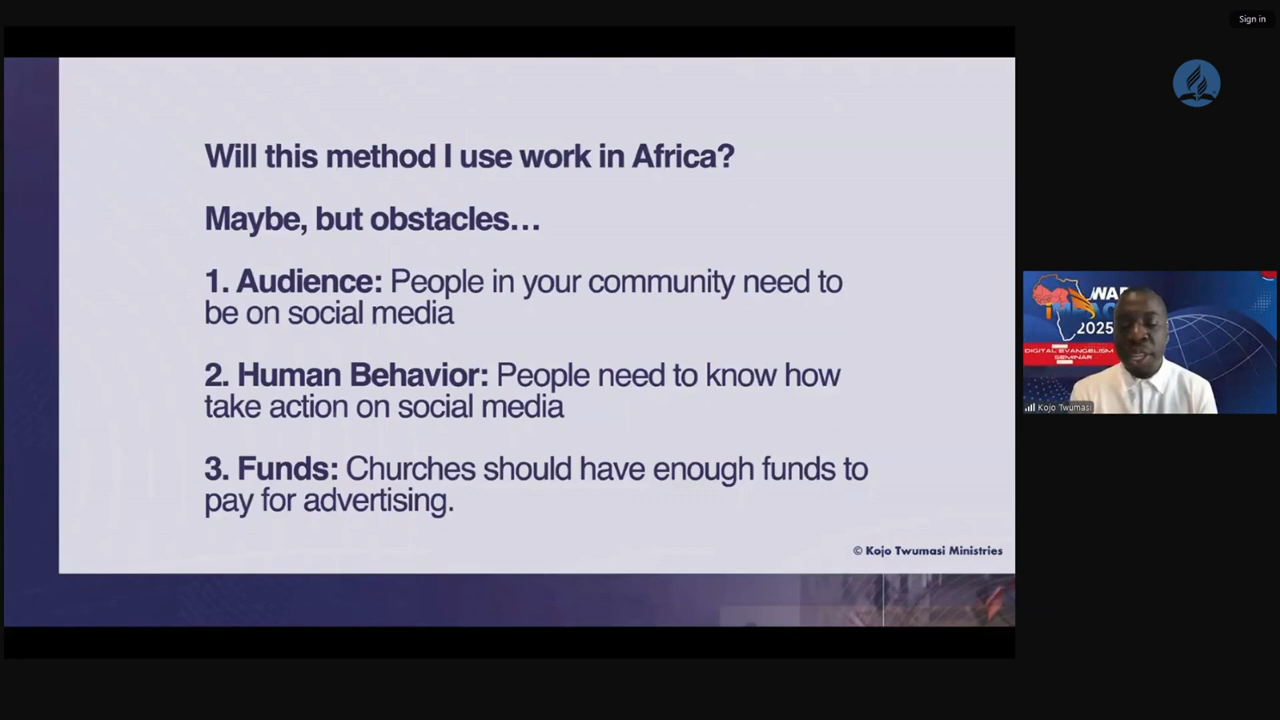 Sign in
Will this method I use work in Africa?
Maybe, but obstacles…
1. Audience: People in your community need to
be on social media
2. Human Behavior: People need to know how
take action on social media
3. Funds: Churches should have enough funds to
pay for advertising.
© Kojo Twumasi Ministries
2025
DIGITAL EVANGELISM
SEMINAR
Kojo Twumasi